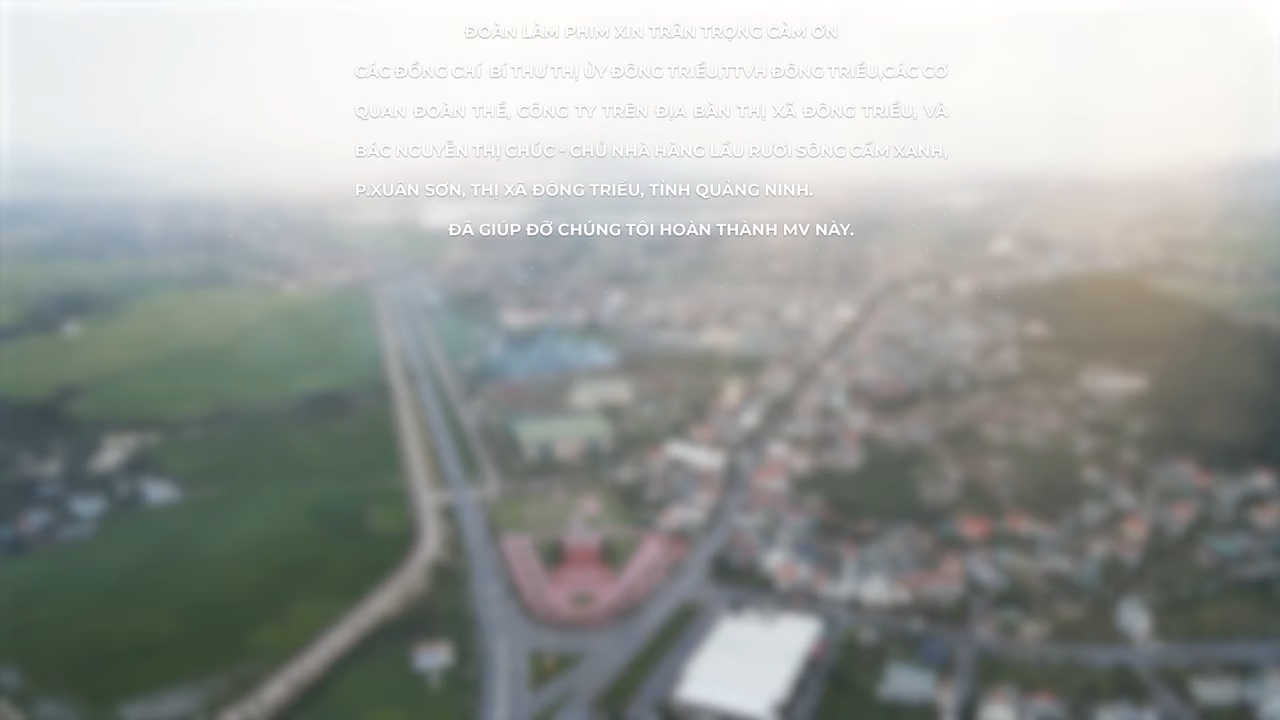 ĐOÀN LÀM PHIM XIN TRÂN TRỌNG CẢM ƠN
CÁC ĐỒNG CHÍ BÍ THƯ THỊ ỦY ĐÔNG TRIỀU,TTVH ĐÔNG TRIỀU,CÁC CƠ
QUAN ĐOÀN THỂ, CÔNG TY TRÊN ĐỊA BÀN THỊ XÃ ĐÔNG TRIỀU, VÀ
BÁC NGUYỄN THỊ CHÚC - CHỦ NHÀ HÀNG LẨU RƯƠI SÔNG CẦM XANH,
P.XUÂN SƠN, THỊ XÃ ĐÔNG TRIỀU, TỈNH QUẢNG NINH.
ĐÃ GIÚP ĐỠ CHÚNG TÔI HOÀN THÀNH MV NÀY.